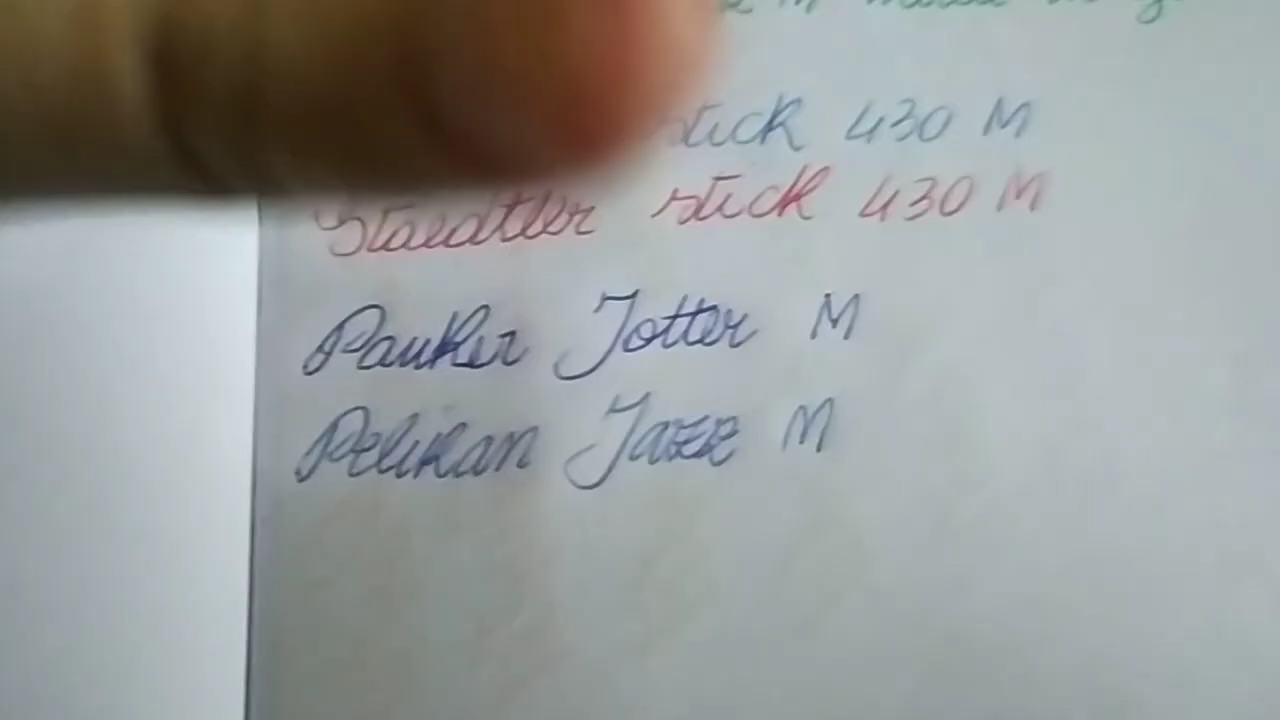 stick 430 M
Staedtler stick 430 M
Parker Jotter M
Pelikan Jazz M